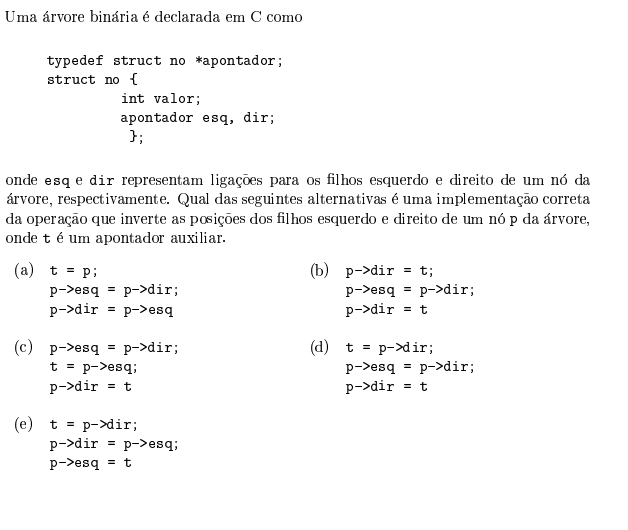 Uma árvore binária é declarada em C como
typedef struct no *apontador;
struct no {
int valor;
apontador esq, dir;
};
onde esq e dir representam ligações para os filhos esquerdo e direito de um nó da
árvore, respectivamente. Qual das seguintes alternativas é uma implementação correta
da operação que inverte as posições dos filhos esquerdo e direito de um nó p da árvore,
onde t é um apontador auxiliar.
(a) t = p;
p->esq = p->dir;
p->dir = p->esq
(b) p->dir = t;
p->esq = p->dir;
p->dir = t
(c) p->esq = p->dir;
t = p->esq;
p->dir = t
(d) t = p->dir;
p->esq = p->dir;
p->dir = t
(e) t = p->dir;
p->dir = p->esq;
p->esq = t